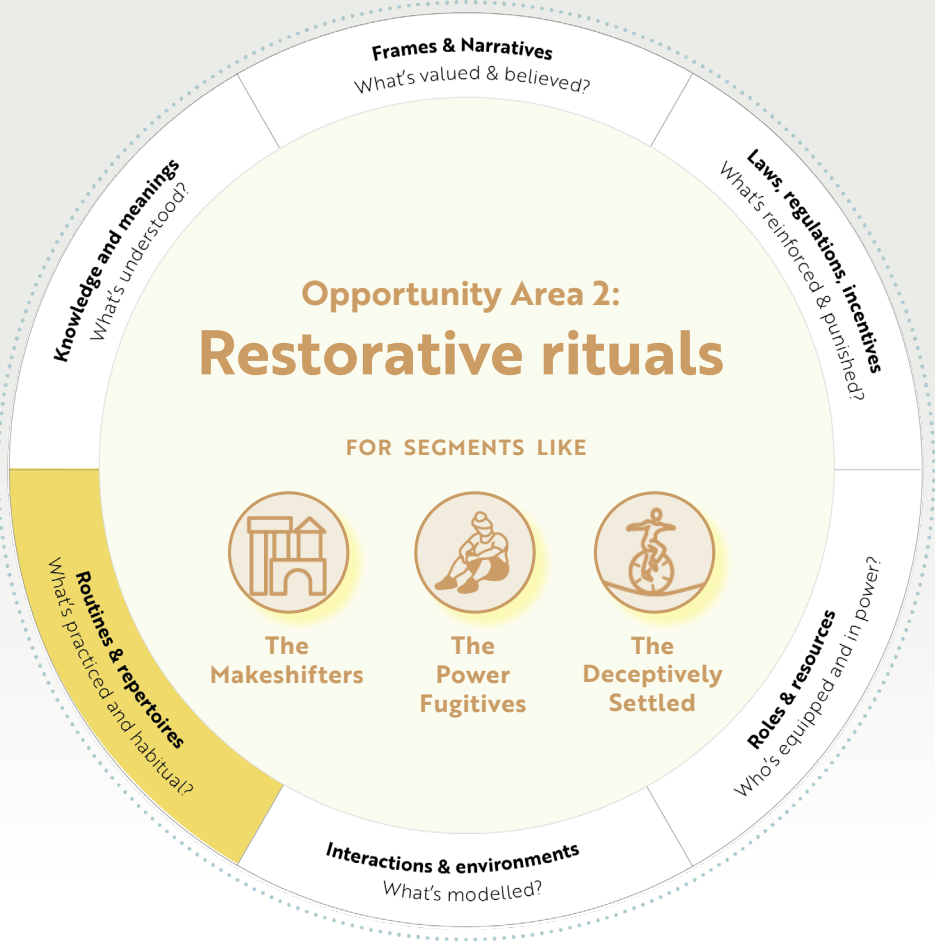 Frames & Narratives
What's valued & believed?
Laws, regulations, incentives
What's reinforced & punished?
Roles & resources
Who's equipped and in power?
Interactions & environments
What's modelled?
Routines & repertoires
What's practiced and habitual?
Knowledge and meanings
What's understood?
Opportunity Area 2:
Restorative rituals
FOR SEGMENTS LIKE
The
Makeshifters
The
Power
Fugitives
The
Deceptively
Settled